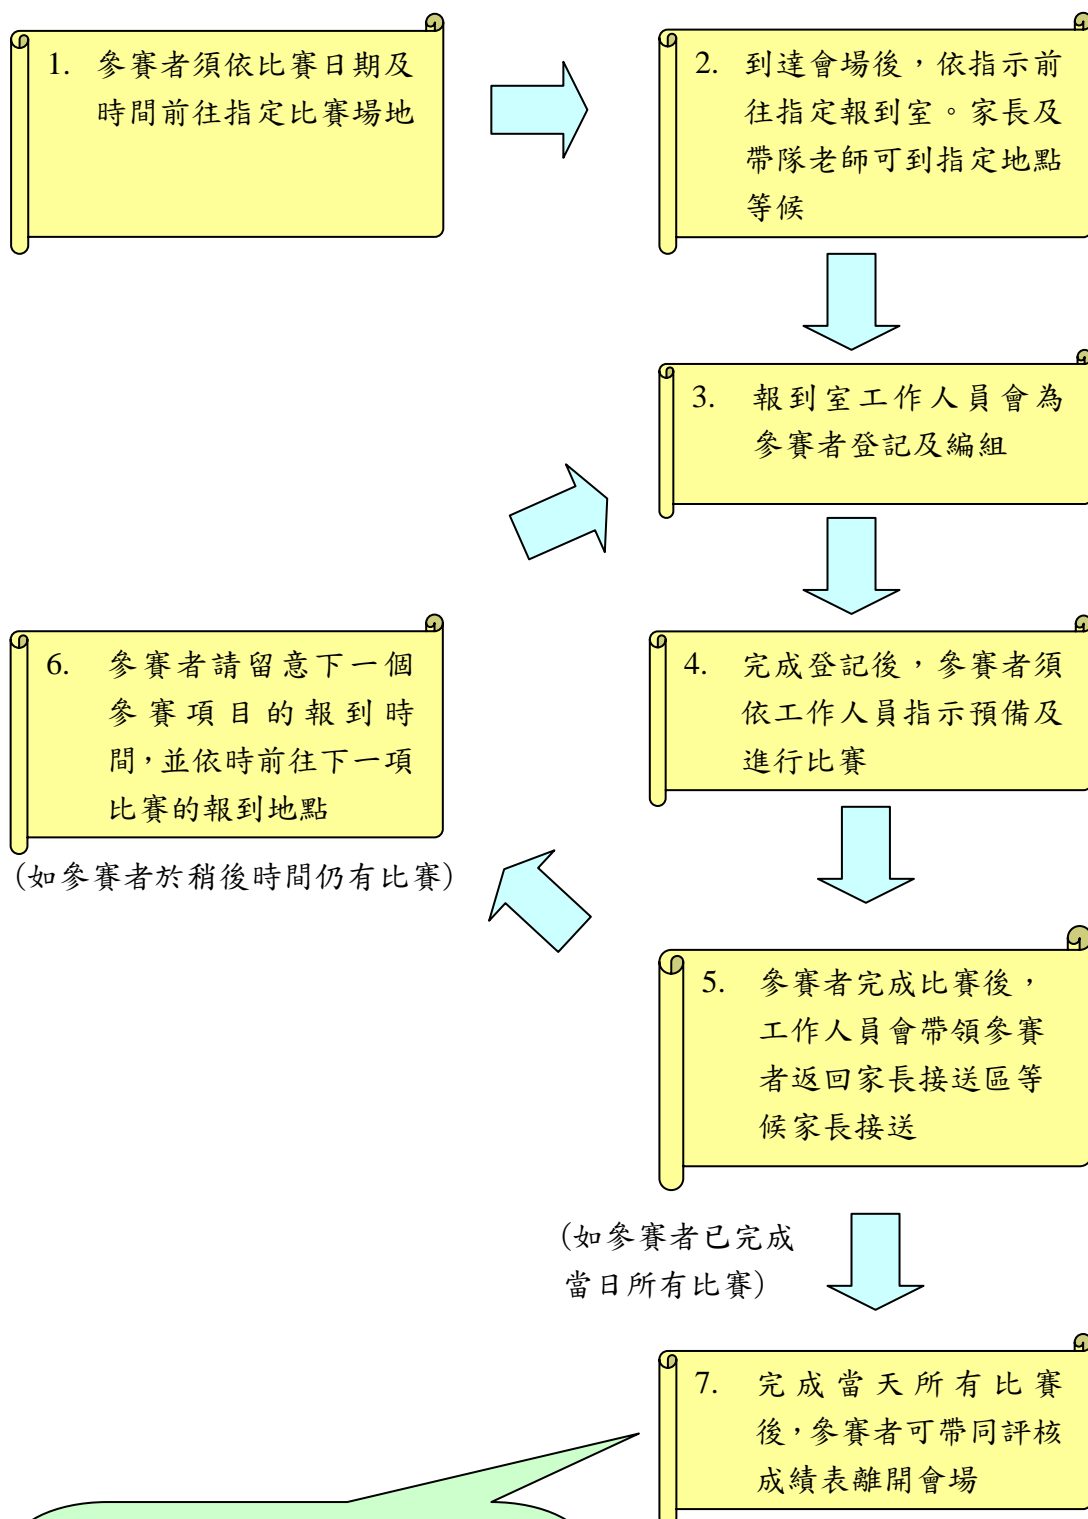 1. 參賽者須依比賽日期及
時間前往指定比賽場地
2. 到達會場後，依指示前
往指定報到室。家長及
帶隊老師可到指定地點
等候
3. 報到室工作人員會為
參賽者登記及編組
4. 完成登記後，參賽者須
依工作人員指示預備及
進行比賽
6. 參賽者請留意下一個
參賽項目的報到時
間，並依時前往下一項
比賽的報到地點
(如參賽者於稍後時間仍有比賽)
5. 參賽者完成比賽後，
工作人員會帶領參賽
者返回家長接送區等
候家長接送
(如參賽者已完成
當日所有比賽)
7. 完成當天所有比賽
後，參賽者可帶同評核
成績表離開會場